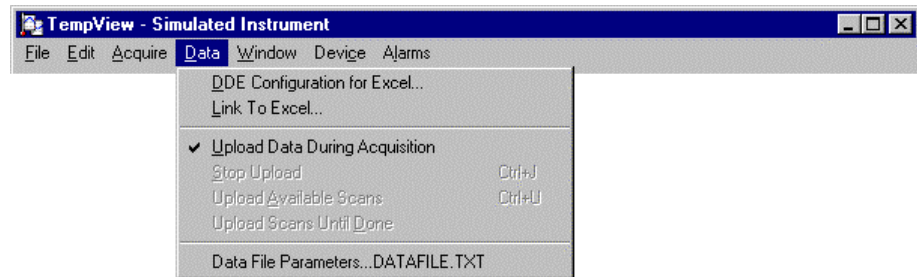 TempView - Simulated Instrument
File Edit Acquire Data Window Device Alarms
DDE Configuration for Excel...
Link To Excel...
Upload Data During Acquisition
Stop Upload Ctrl+J
Upload Available Scans Ctrl+U
Upload Scans Until Done
Data File Parameters...DATAFILE.TXT